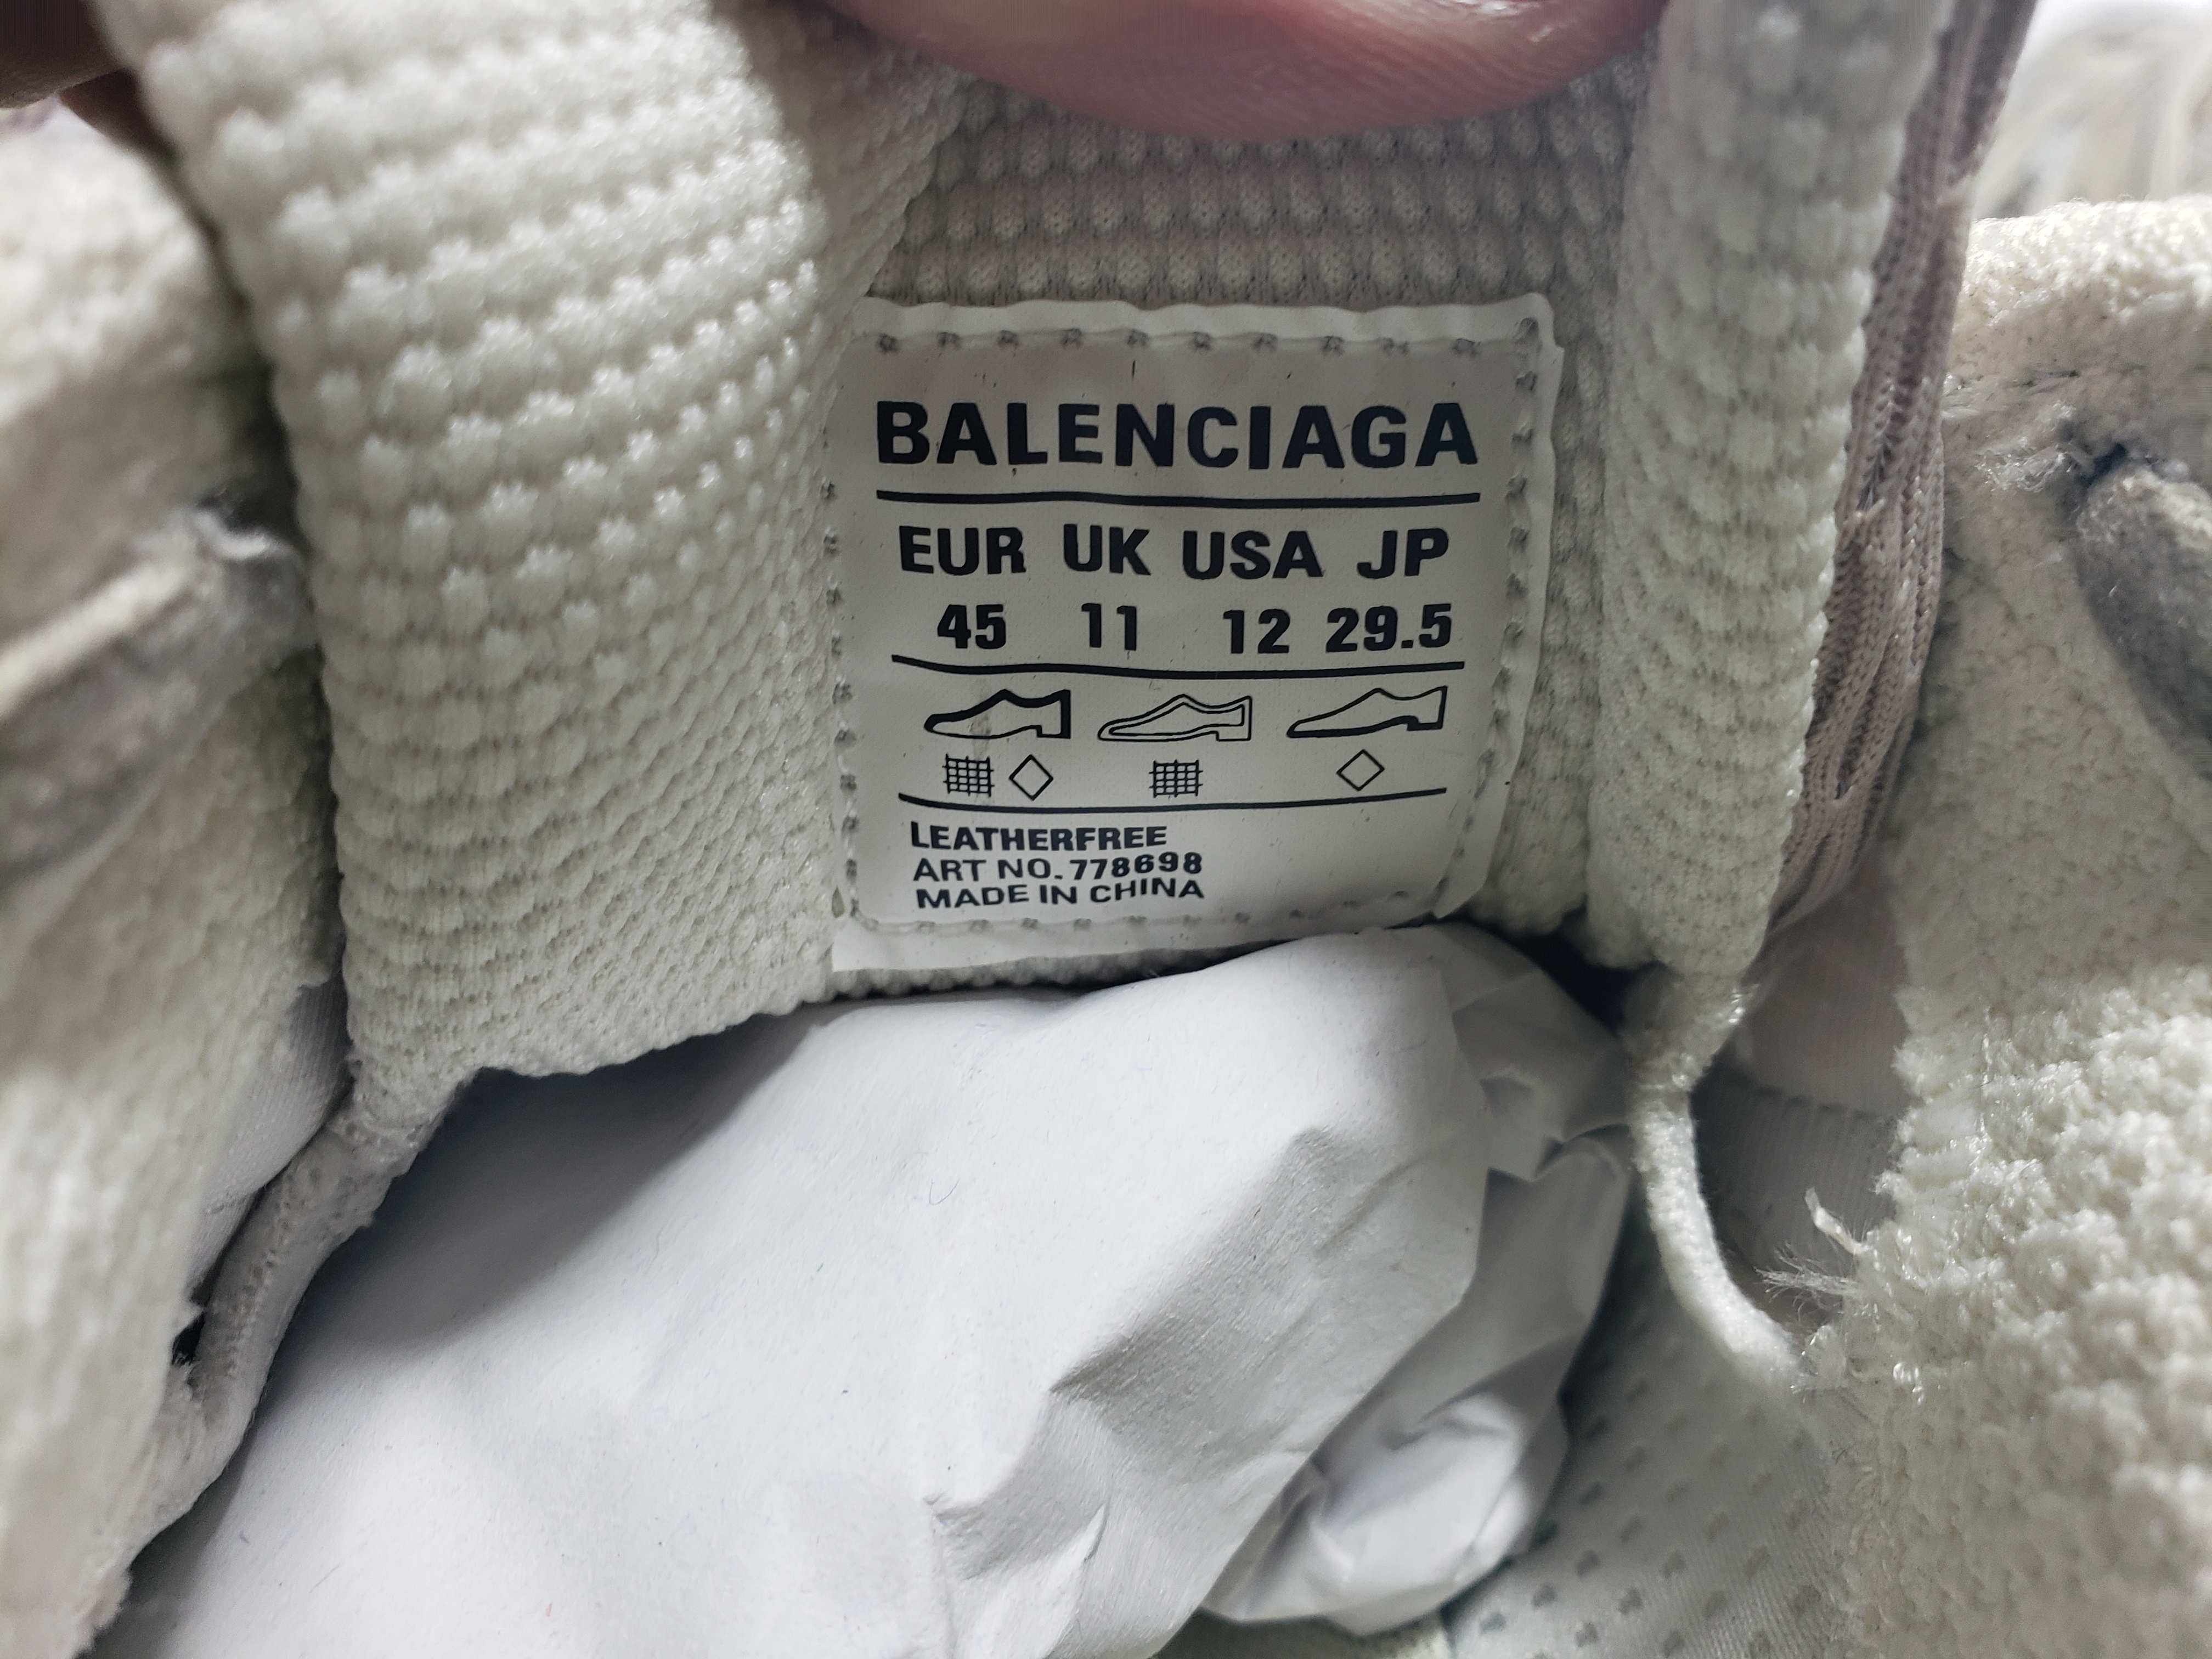 BALENCIAGA
EUR UK USA JP
45 11 12 29.5
LEATHERFREE
ART NO. 778698
MADE IN CHINA